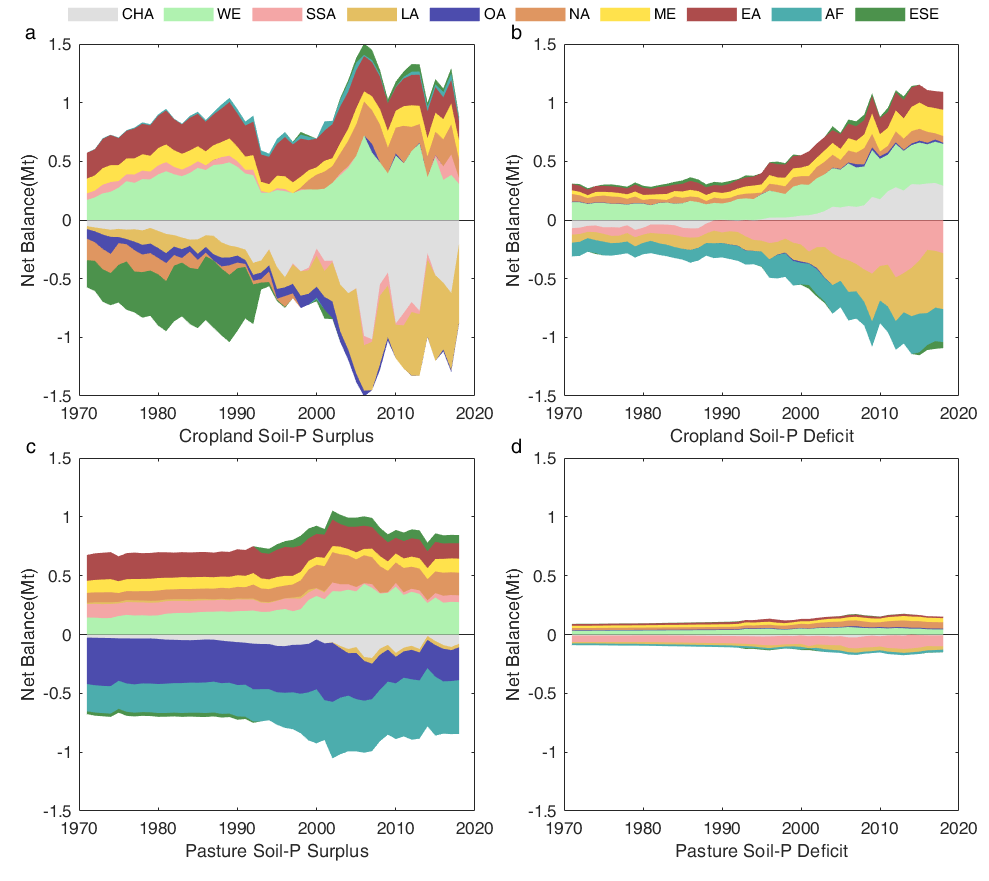 CHA WE SSA LA OA NA ME EA AF ESE
a
1.5
1
0.5
0
-0.5
-1
-1.5
Net Balance(Mt)
1970 1980 1990 2000 2010 2020
Cropland Soil-P Surplus
b
1.5
1
0.5
0
-0.5
-1
-1.5
Net Balance(Mt)
1970 1980 1990 2000 2010 2020
Cropland Soil-P Deficit
c
1.5
1
0.5
0
-0.5
-1
-1.5
Net Balance(Mt)
1970 1980 1990 2000 2010 2020
Pasture Soil-P Surplus
d
1.5
1
0.5
0
-0.5
-1
-1.5
Net Balance(Mt)
1970 1980 1990 2000 2010 2020
Pasture Soil-P Deficit